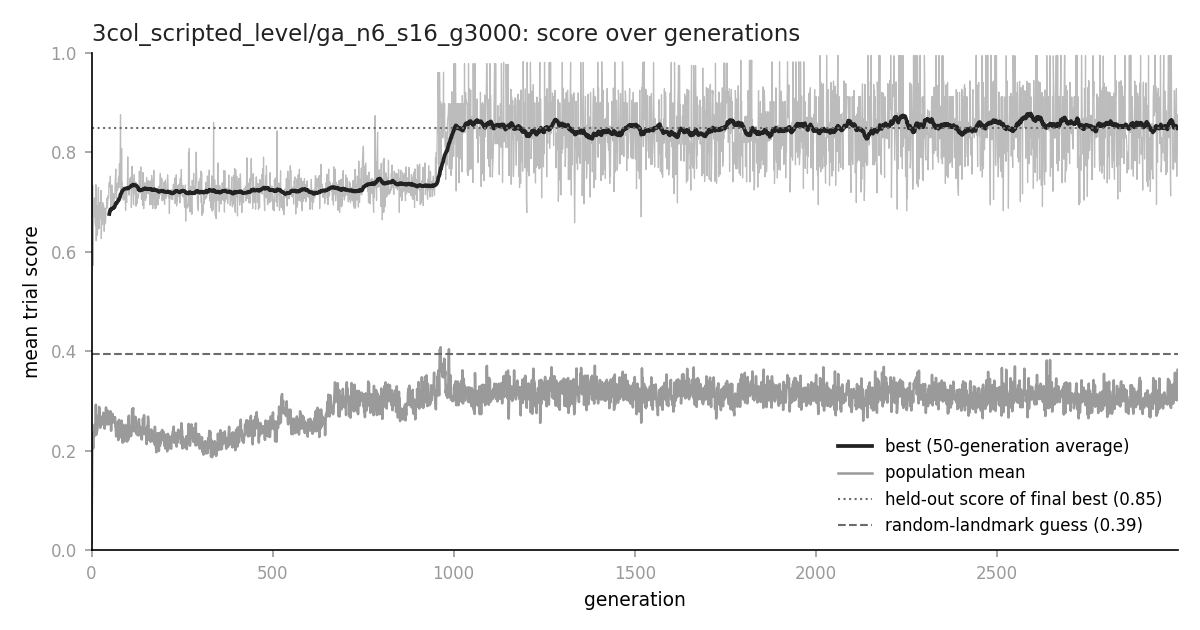 3col_scripted_level/ga_n6_s16_g3000: score over generations
1.0
0.8
0.6
0.4
0.2
0.0
mean trial score
best (50-generation average)
population mean
held-out score of final best (0.85)
random-landmark guess (0.39)
0 500 1000 1500 2000 2500
generation